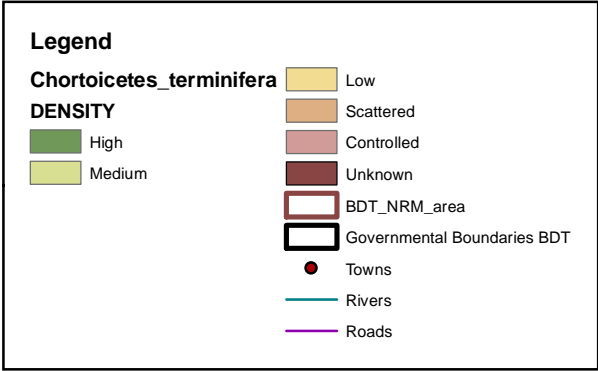 Legend
Chortoicetes_terminifera
DENSITY
High
Medium
Low
Scattered
Controlled
Unknown
BDT_NRM_area
Governmental Boundaries BDT
Towns
Rivers
Roads